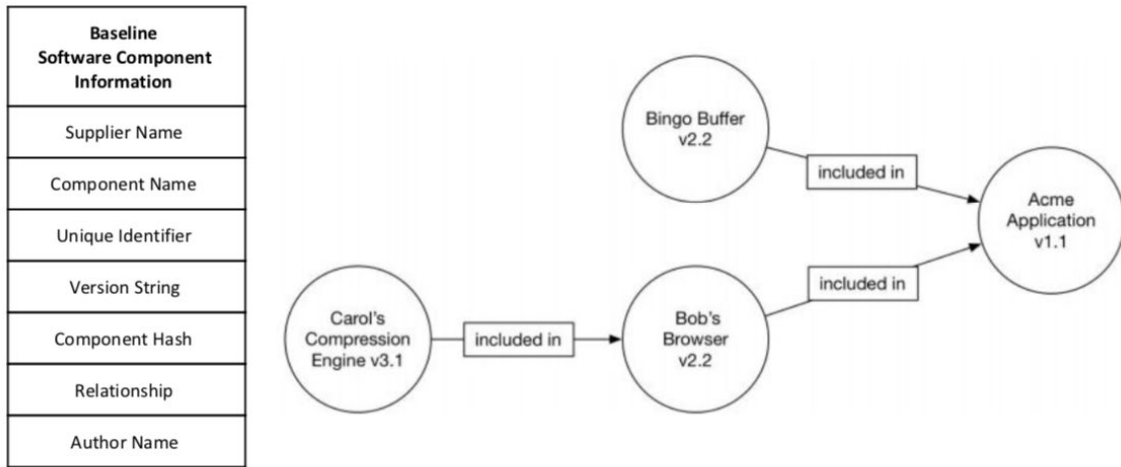 Baseline
Software Component
Information
Supplier Name
Component Name
Unique Identifier
Version String
Component Hash
Relationship
Author Name
Bingo Buffer
v2.2
included in
Acme
Application
v1.1
included in
Carol's
Compression
Engine v3.1
included in
Bob's
Browser
v2.2